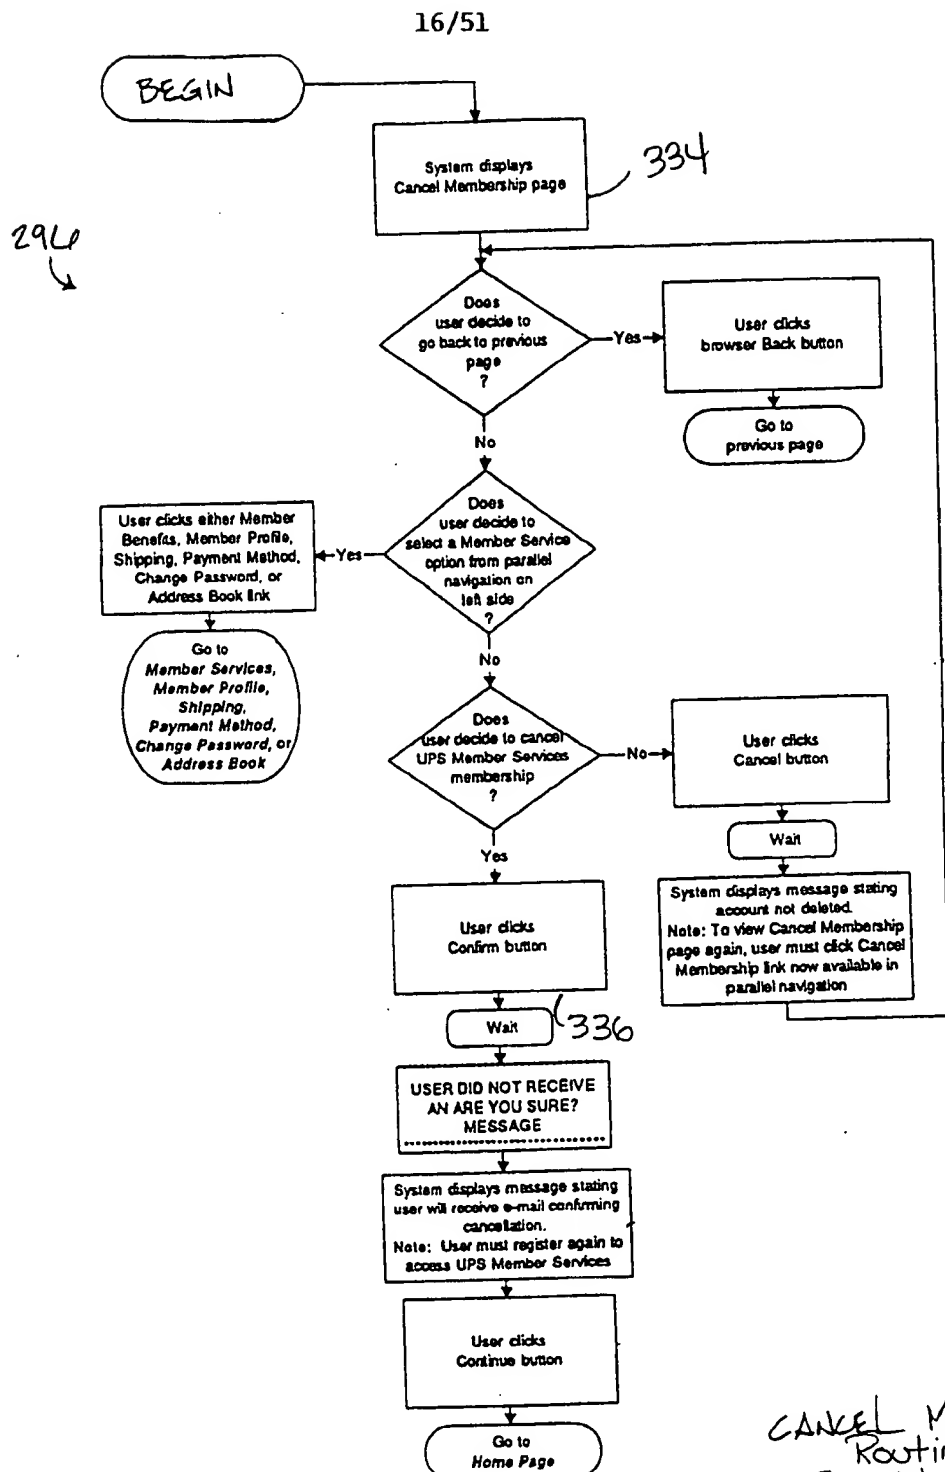 16/51
BEGIN
System displays
Cancel Membership page
334
296
Does
user decide to
go back to previous
page
?
Yes
User clicks
browser Back button
Go to
previous page
No
Does
user decide to
select a Member Service
option from parallel
navigation on
left side
?
Yes
User clicks either Member
Benefits, Member Profile,
Shipping, Payment Method,
Change Password, or
Address Book link
Go to
Member Services,
Member Profile,
Shipping,
Payment Method,
Change Password, or
Address Book
No
Does
user decide to cancel
UPS Member Services
membership
?
No
User clicks
Cancel button
Wait
System displays message stating
account not deleted.
Note: To view Cancel Membership
page again, user must click Cancel
Membership link now available in
parallel navigation
Yes
User clicks
Confirm button
Wait
336
USER DID NOT RECEIVE
AN ARE YOU SURE?
MESSAGE
System displays message stating
user will receive e-mail confirming
cancellation.
Note: User must register again to
access UPS Member Services
User clicks
Continue button
Go to
Home Page
CANCEL M
Routin